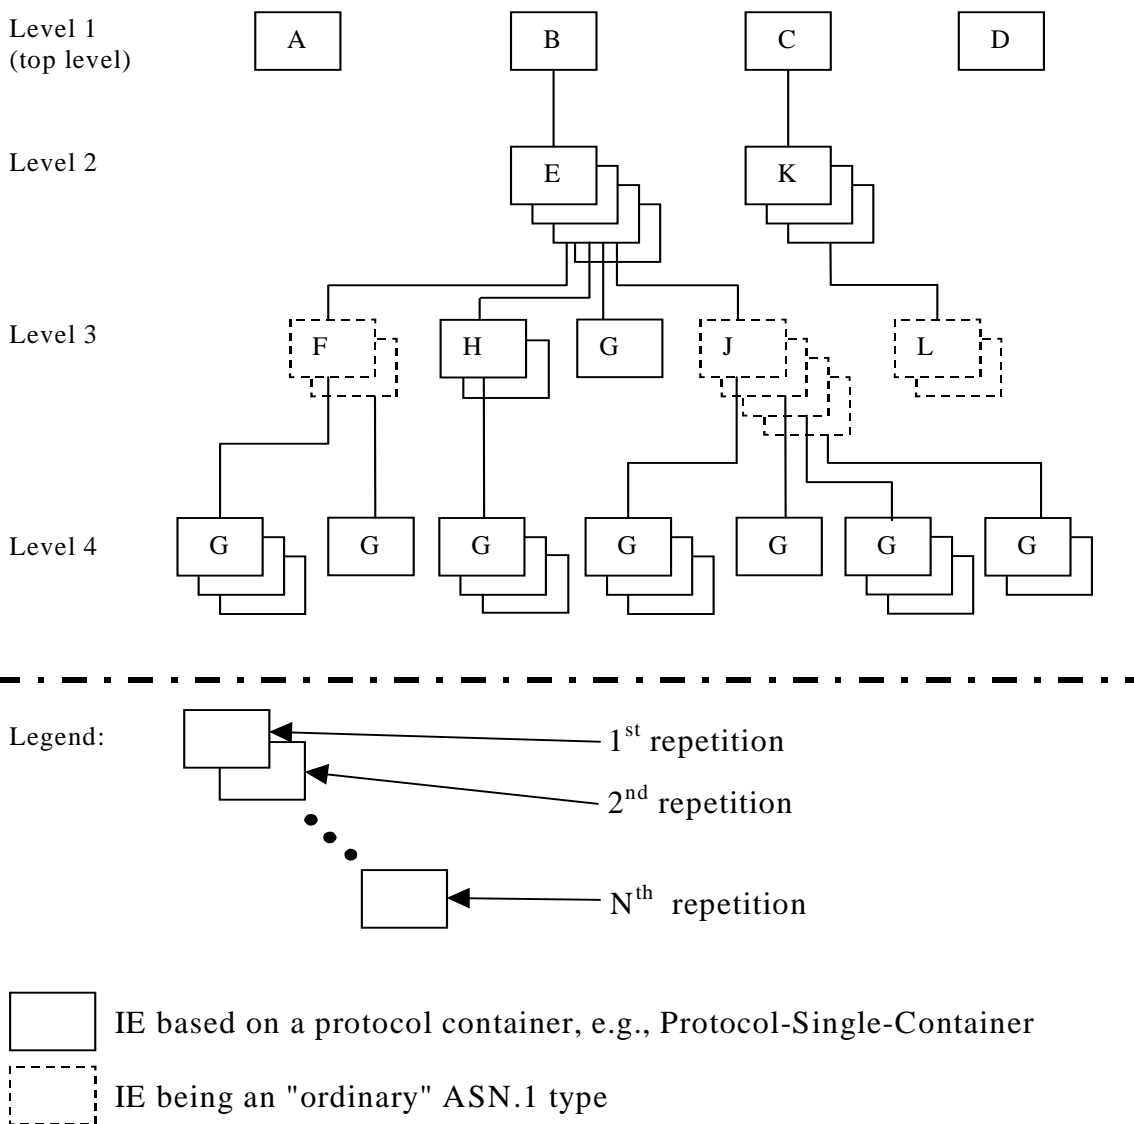 Level 1
(top level)
A B C D
Level 2
E K
Level 3
F H G J L
Level 4
G G G G G G G
Legend:
1st repetition
2nd repetition
Nth repetition
IE based on a protocol container, e.g., Protocol-Single-Container
IE being an "ordinary" ASN.1 type